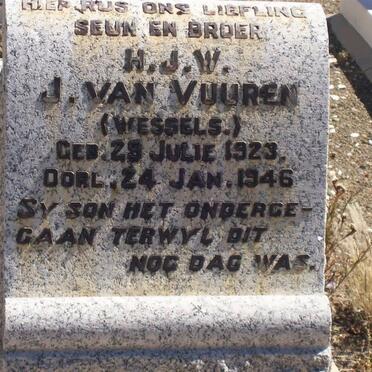 HIER RUS ONS LIEFLING
SEUN EN BROER
H.J.W.
J. VAN VUUREN
(WESSELS.)
GEB. 29 JULIE 1923.
OORL. 24 JAN. 1946
SY SON HET ONDERGE-
GAAN TERWYL DIT
NOG DAG WAS.